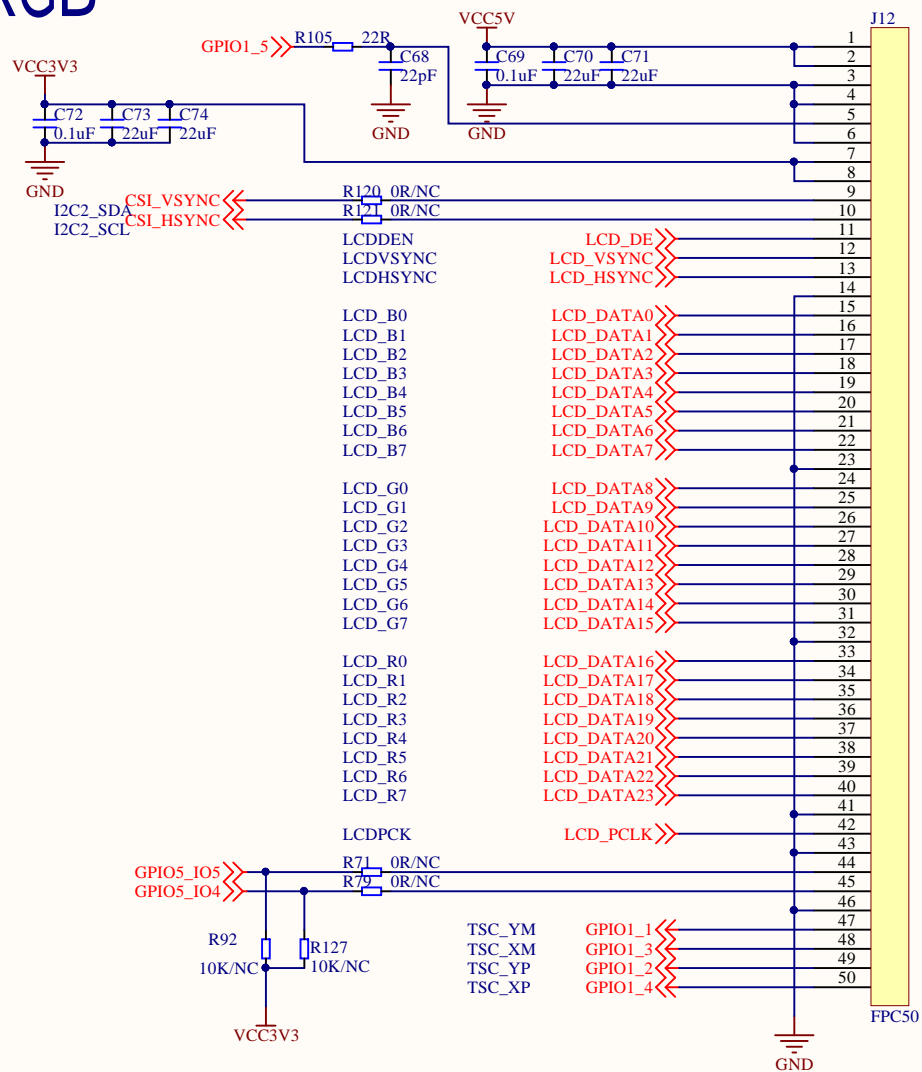 RGB
VCC5V
J12
GPIO1_5 R105 22R
C68 22pF
C69 0.1uF
C70 22uF
C71 22uF
GND
GND
VCC3V3
C72 0.1uF
C73 22uF
C74 22uF
GND
1
2
3
4
5
6
7
8
CSI_VSYNC R120 0R/NC 9
I2C2_SDA
CSI_HSYNC R121 0R/NC 10
I2C2_SCL
LCDDEN LCD_DE 11
LCDVSYNC LCD_VSYNC 12
LCDHSYNC LCD_HSYNC 13
14
LCD_B0 LCD_DATA0 15
LCD_B1 LCD_DATA1 16
LCD_B2 LCD_DATA2 17
LCD_B3 LCD_DATA3 18
LCD_B4 LCD_DATA4 19
LCD_B5 LCD_DATA5 20
LCD_B6 LCD_DATA6 21
LCD_B7 LCD_DATA7 22
23
LCD_G0 LCD_DATA8 24
LCD_G1 LCD_DATA9 25
LCD_G2 LCD_DATA10 26
LCD_G3 LCD_DATA11 27
LCD_G4 LCD_DATA12 28
LCD_G5 LCD_DATA13 29
LCD_G6 LCD_DATA14 30
LCD_G7 LCD_DATA15 31
32
LCD_R0 LCD_DATA16 33
LCD_R1 LCD_DATA17 34
LCD_R2 LCD_DATA18 35
LCD_R3 LCD_DATA19 36
LCD_R4 LCD_DATA20 37
LCD_R5 LCD_DATA21 38
LCD_R6 LCD_DATA22 39
LCD_R7 LCD_DATA23 40
41
LCDPCK LCD_PCLK 42
43
GPIO5_IO5 R71 0R/NC 44
GPIO5_IO4 R79 0R/NC 45
46
TSC_YM GPIO1_1 47
TSC_XM GPIO1_3 48
TSC_YP GPIO1_2 49
TSC_XP GPIO1_4 50
R92 10K/NC
R127 10K/NC
VCC3V3
FPC50
GND